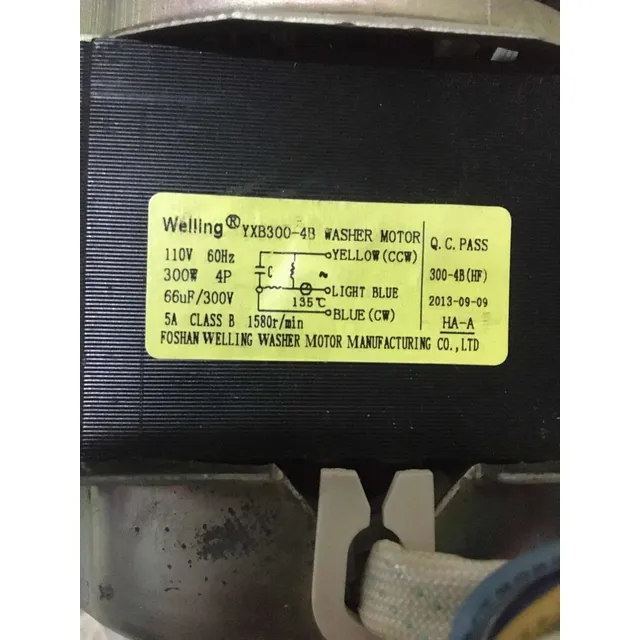 Welling® YXB300-4B WASHER MOTOR
110V 60Hz
300W 4P
66uF/300V
5A CLASS B 1580r/min
FOSHAN WELLING WASHER MOTOR MANUFACTURING CO.,LTD
C
~
135℃
YELLOW(CCW)
LIGHT BLUE
BLUE(CW)
Q.C.PASS
300-4B(HF)
2013-09-09
HA-A